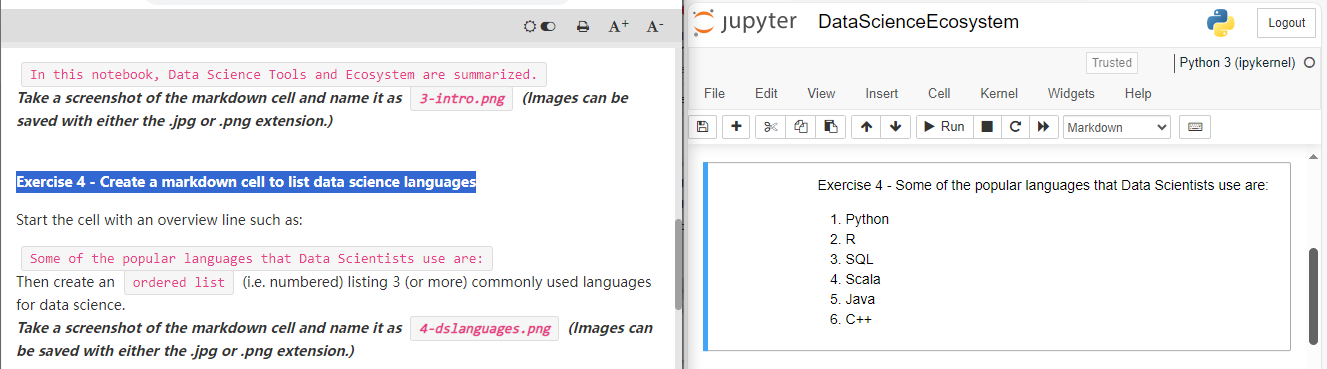 A+ A-
In this notebook, Data Science Tools and Ecosystem are summarized.
Take a screenshot of the markdown cell and name it as 3-intro.png (Images can be
saved with either the .jpg or .png extension.)
Exercise 4 - Create a markdown cell to list data science languages
Start the cell with an overview line such as:
Some of the popular languages that Data Scientists use are:
Then create an ordered list (i.e. numbered) listing 3 (or more) commonly used languages
for data science.
Take a screenshot of the markdown cell and name it as 4-dslanguages.png (Images can
be saved with either the .jpg or .png extension.)
jupyter DataScienceEcosystem Logout
Trusted Python 3 (ipykernel)
File Edit View Insert Cell Kernel Widgets Help
Run Markdown
Exercise 4 - Some of the popular languages that Data Scientists use are:
1. Python
2. R
3. SQL
4. Scala
5. Java
6. C++